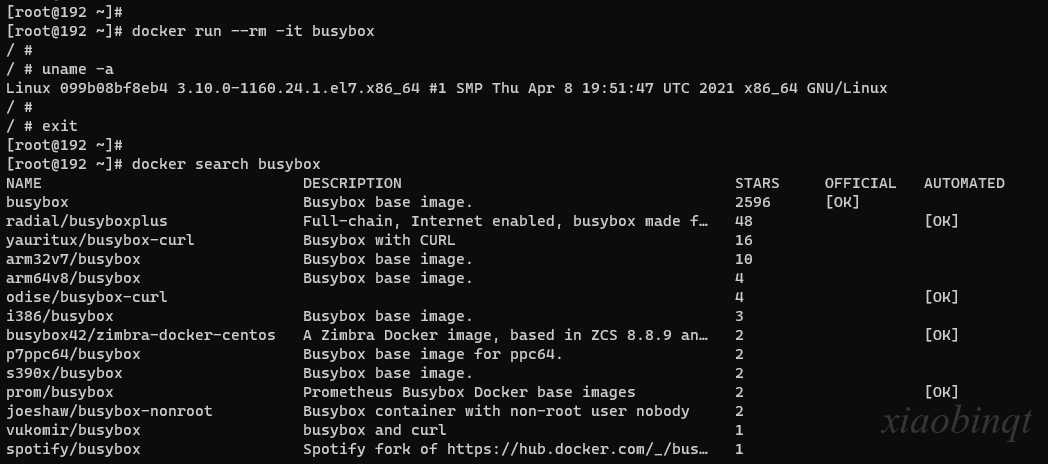 [root@192 ~]#
[root@192 ~]# docker run --rm -it busybox
/ #
/ # uname -a
Linux 099b08bf8eb4 3.10.0-1160.24.1.el7.x86_64 #1 SMP Thu Apr 8 19:51:47 UTC 2021 x86_64 GNU/Linux
/ #
/ # exit
[root@192 ~]#
[root@192 ~]# docker search busybox
NAME DESCRIPTION STARS OFFICIAL AUTOMATED
busybox Busybox base image. 2596 [OK]
radial/busyboxplus Full-chain, Internet enabled, busybox made f… 48 [OK]
yauritux/busybox-curl Busybox with CURL 16
arm32v7/busybox Busybox base image. 10
arm64v8/busybox Busybox base image. 4
odise/busybox-curl 4 [OK]
i386/busybox Busybox base image. 3
busybox42/zimbra-docker-centos A Zimbra Docker image, based in ZCS 8.8.9 an… 2 [OK]
p7ppc64/busybox Busybox base image for ppc64. 2
s390x/busybox Busybox base image. 2
prom/busybox Prometheus Busybox Docker base images 2 [OK]
joeshaw/busybox-nonroot Busybox container with non-root user nobody 2
vukomir/busybox busybox and curl 1
spotify/busybox Spotify fork of https://hub.docker.com/_/bus… 1
xiaobinqt